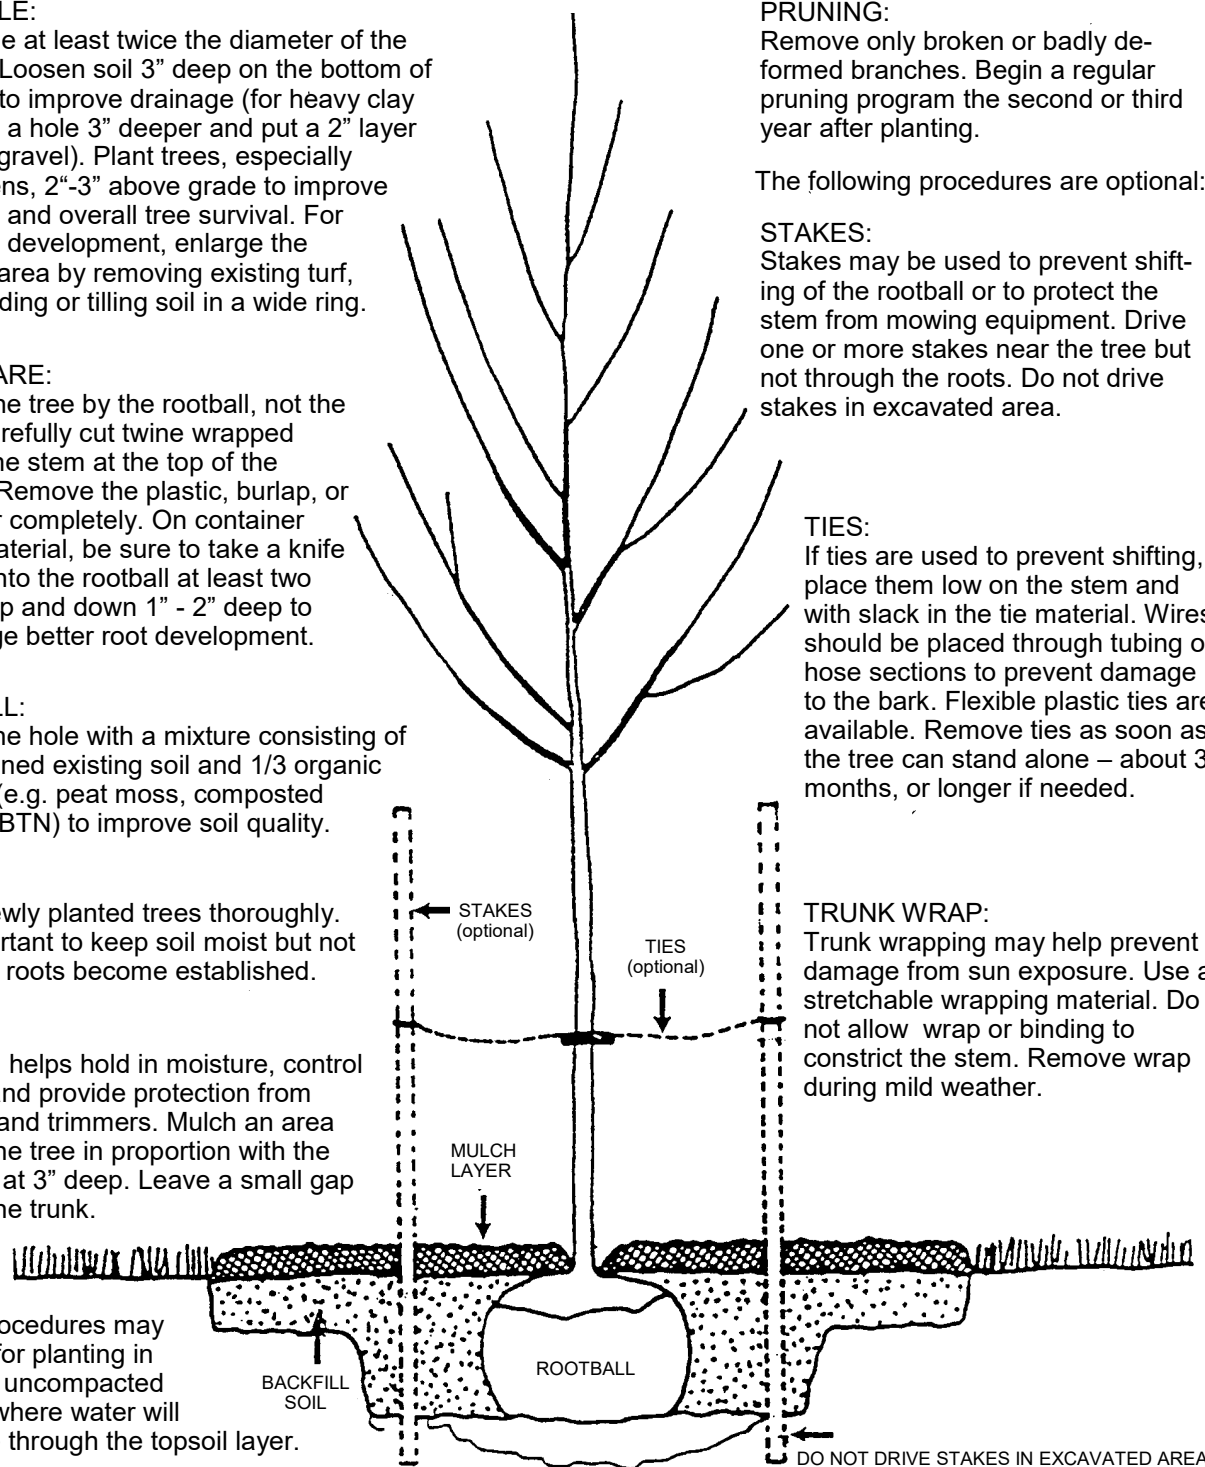 LE:
e at least twice the diameter of the
Loosen soil 3” deep on the bottom of
to improve drainage (for heavy clay
a hole 3” deeper and put a 2” layer
gravel). Plant trees, especially
ens, 2“-3” above grade to improve
and overall tree survival. For
development, enlarge the
area by removing existing turf,
ding or tilling soil in a wide ring.
ARE:
ne tree by the rootball, not the
refully cut twine wrapped
ne stem at the top of the
Remove the plastic, burlap, or
r completely. On container
aterial, be sure to take a knife
nto the rootball at least two
p and down 1” - 2” deep to
ge better root development.
LL:
ne hole with a mixture consisting of
ned existing soil and 1/3 organic
(e.g. peat moss, composted
BTN) to improve soil quality.
ewly planted trees thoroughly.
rtant to keep soil moist but not
roots become established.
helps hold in moisture, control
nd provide protection from
and trimmers. Mulch an area
ne tree in proportion with the
at 3” deep. Leave a small gap
ne trunk.
ocedures may
for planting in
uncompacted
where water will
through the topsoil layer.
PRUNING:
Remove only broken or badly de-
formed branches. Begin a regular
pruning program the second or third
year after planting.
The following procedures are optional:
STAKES:
Stakes may be used to prevent shift-
ing of the rootball or to protect the
stem from mowing equipment. Drive
one or more stakes near the tree but
not through the roots. Do not drive
stakes in excavated area.
TIES:
If ties are used to prevent shifting,
place them low on the stem and
with slack in the tie material. Wires
should be placed through tubing o
hose sections to prevent damage
to the bark. Flexible plastic ties are
available. Remove ties as soon as
the tree can stand alone – about 3
months, or longer if needed.
TRUNK WRAP:
Trunk wrapping may help prevent
damage from sun exposure. Use a
stretchable wrapping material. Do
not allow  wrap or binding to
constrict the stem. Remove wrap
during mild weather.
STAKES
(optional)
TIES
(optional)
MULCH
LAYER
BACKFILL
SOIL
ROOTBALL
DO NOT DRIVE STAKES IN EXCAVATED AREA